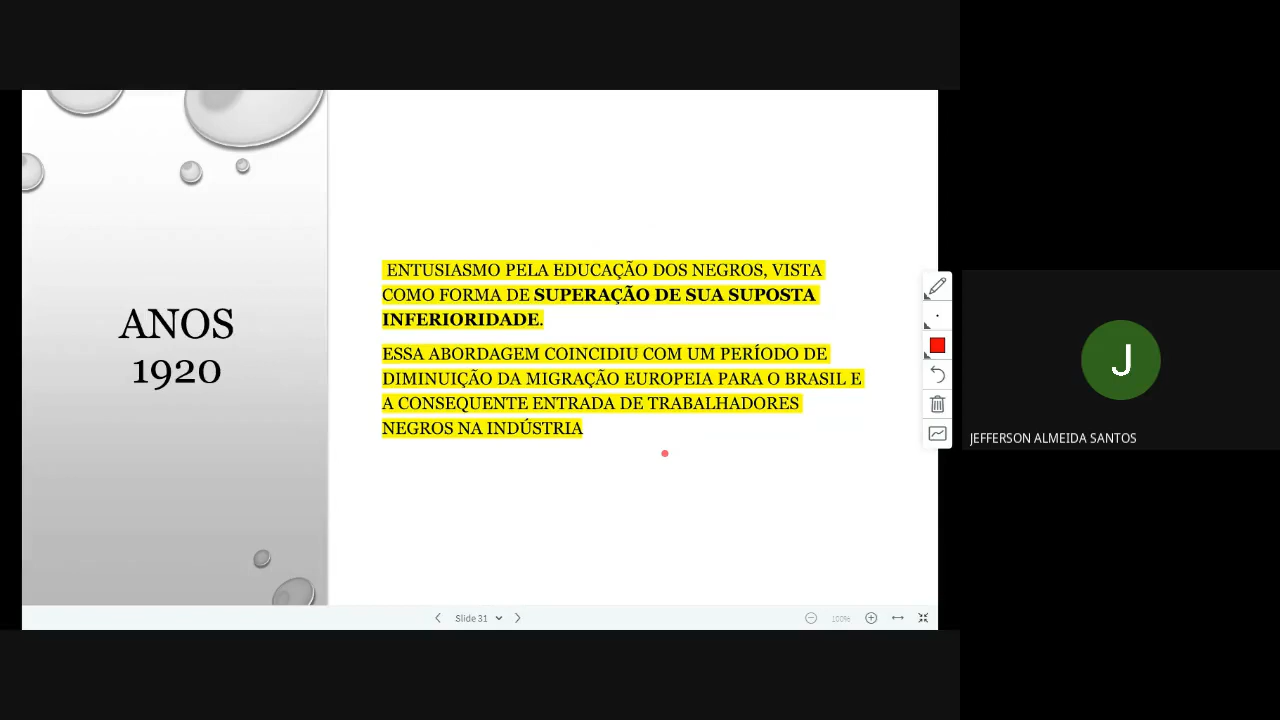 ANOS
1920
ENTUSIASMO PELA EDUCAÇÃO DOS NEGROS, VISTA
COMO FORMA DE SUPERAÇÃO DE SUA SUPOSTA
INFERIORIDADE.
ESSA ABORDAGEM COINCIDIU COM UM PERÍODO DE
DIMINUIÇÃO DA MIGRAÇÃO EUROPEIA PARA O BRASIL E
A CONSEQUENTE ENTRADA DE TRABALHADORES
NEGROS NA INDÚSTRIA
Slide 31
100%
J
JEFFERSON ALMEIDA SANTOS